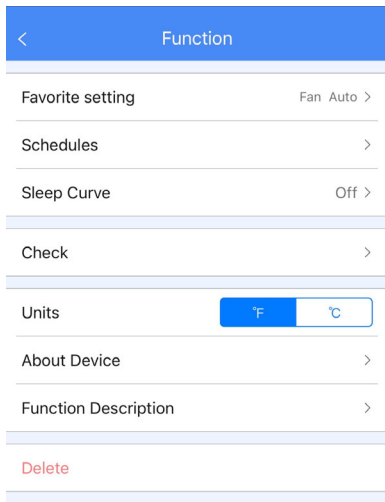 Function
Favorite setting Fan Auto
Schedules
Sleep Curve Off
Check
Units °F °C
About Device
Function Description
Delete